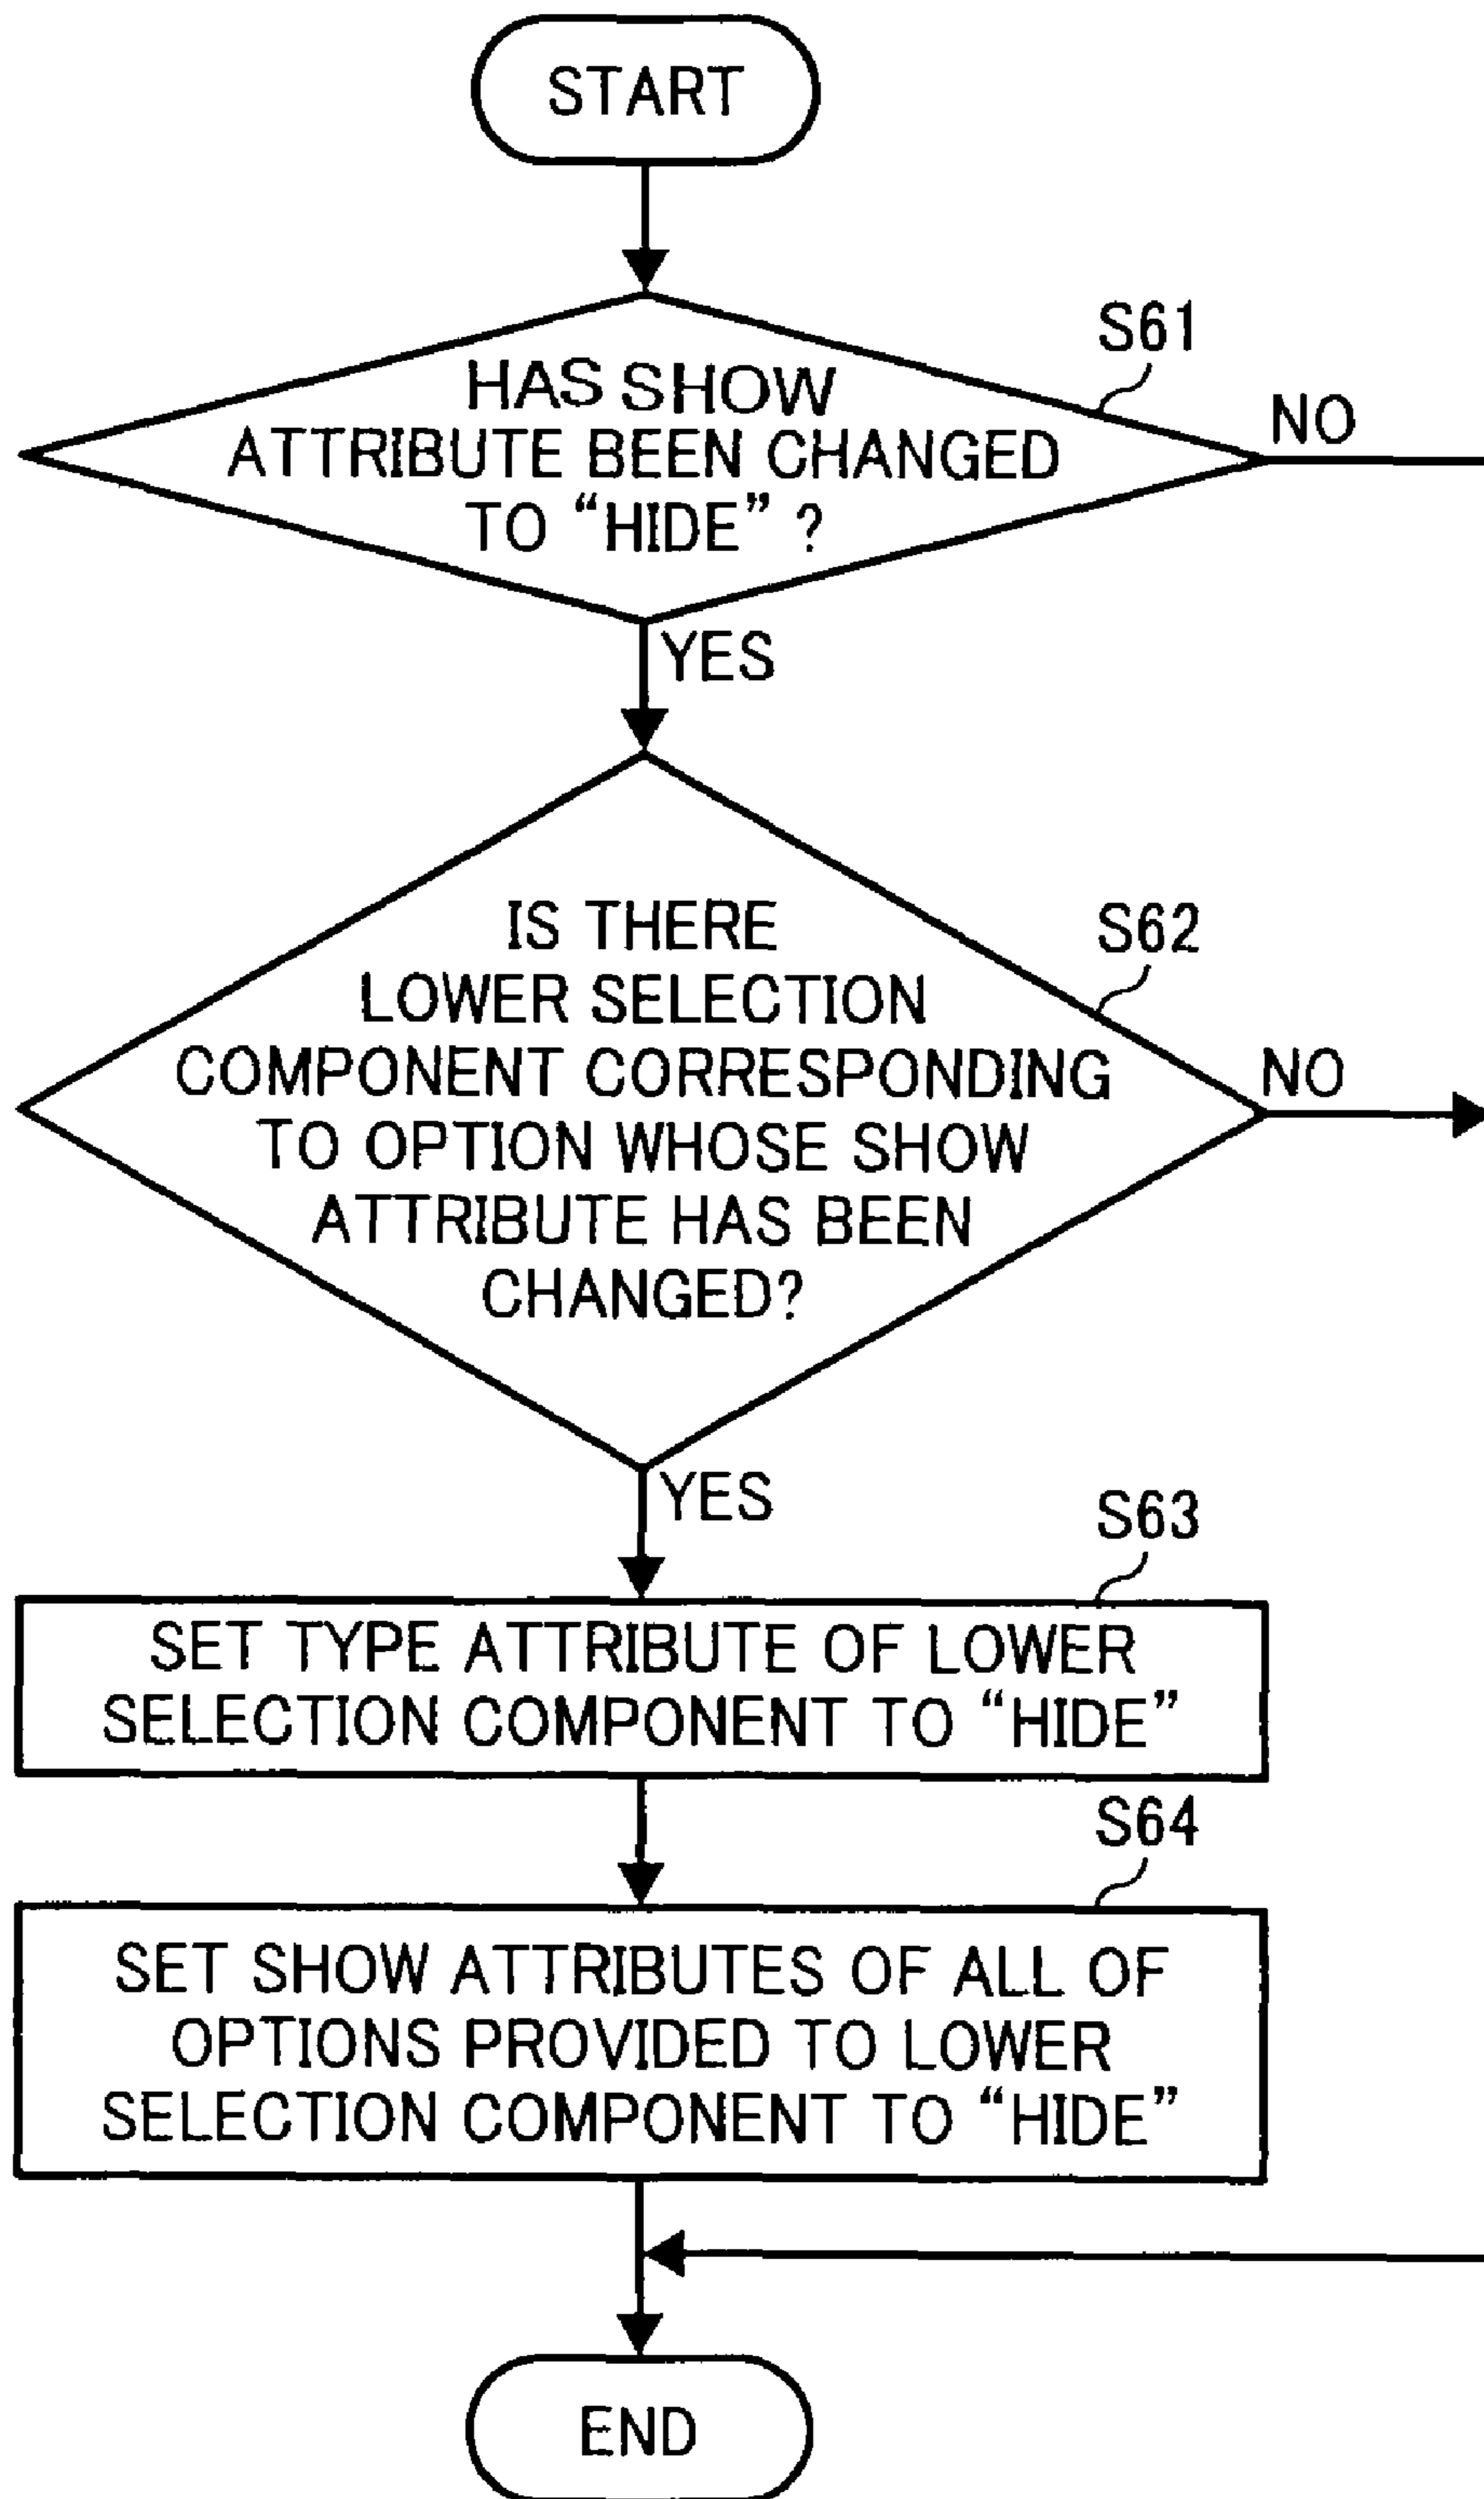 START
S61
HAS SHOW
ATTRIBUTE BEEN CHANGED
TO “HIDE” ?
NO
YES
S62
IS THERE
LOWER SELECTION
COMPONENT CORRESPONDING
TO OPTION WHOSE SHOW
ATTRIBUTE HAS BEEN
CHANGED?
NO
YES
S63
SET TYPE ATTRIBUTE OF LOWER
SELECTION COMPONENT TO “HIDE”
S64
SET SHOW ATTRIBUTES OF ALL OF
OPTIONS PROVIDED TO LOWER
SELECTION COMPONENT TO “HIDE”
END